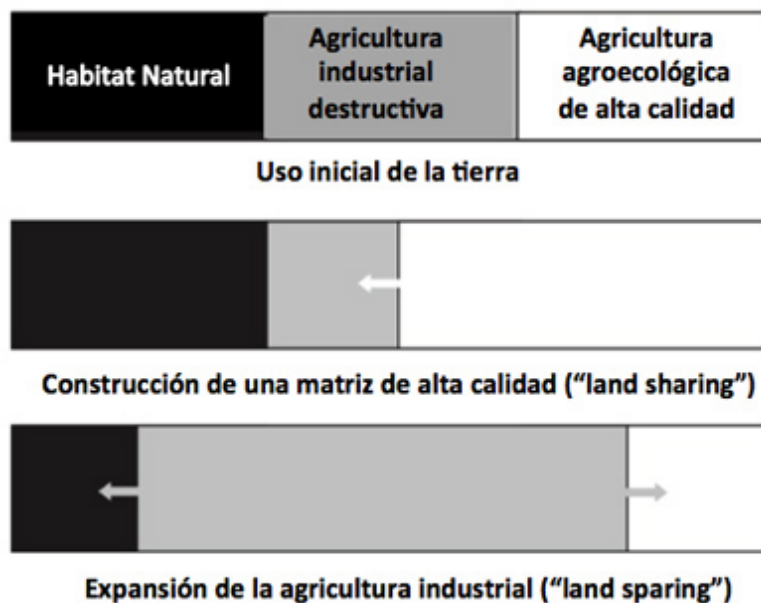 Habitat Natural
Agricultura
industrial
destructiva
Agricultura
agroecológica
de alta calidad
Uso inicial de la tierra
Construcción de una matriz de alta calidad (“land sharing”)
Expansión de la agricultura industrial (“land sparing”)